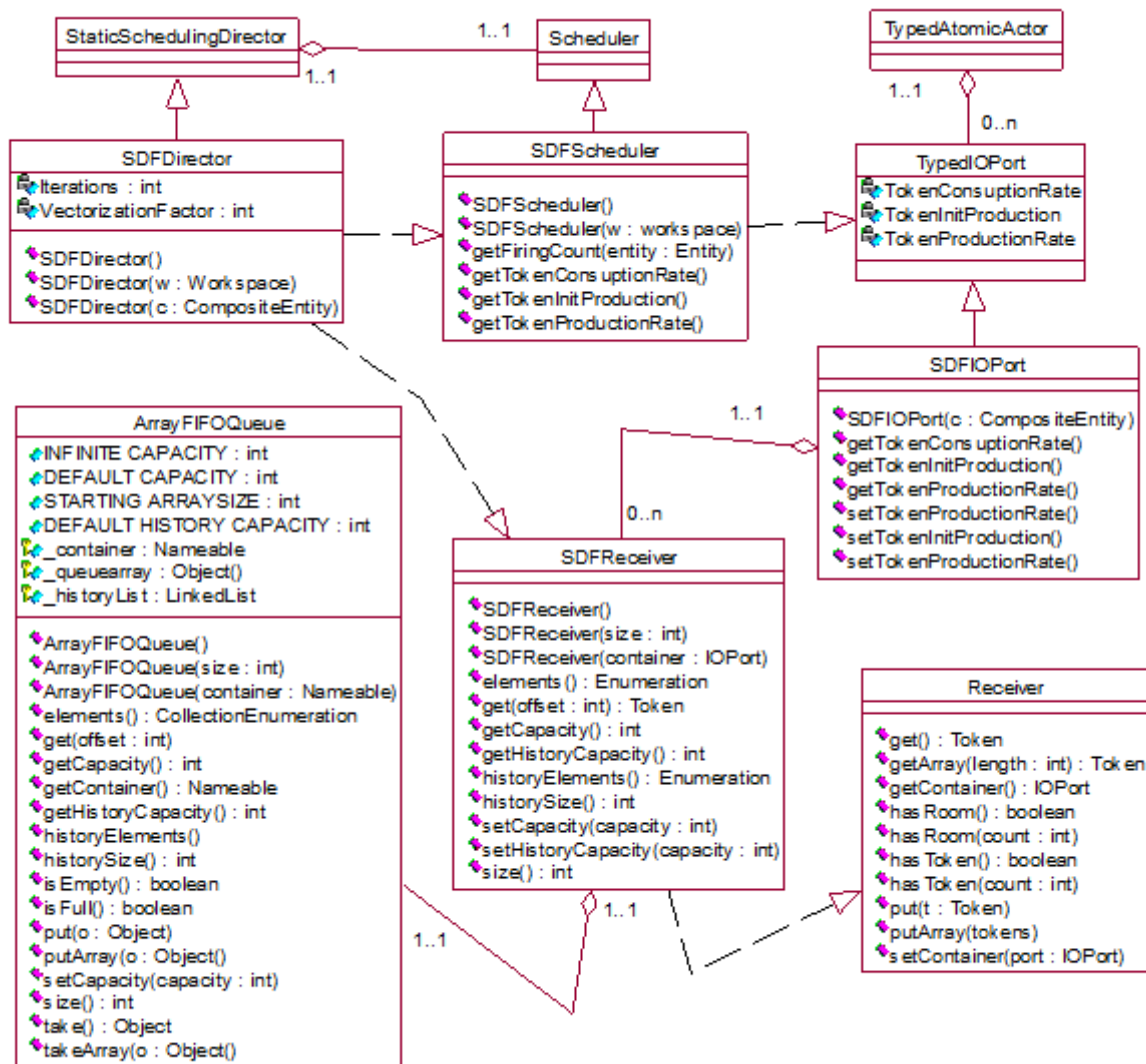 StaticSchedulingDirector
1..1
1..1
Scheduler
TypedAtomicActor
1..1
0..n
SDFDirector
Iterations : int
VectorizationFactor : int
SDFDirector()
SDFDirector(w : Workspace)
SDFDirector(c : CompositeEntity)
SDFScheduler
SDFScheduler()
SDFScheduler(w : workspace)
getFiringCount(entity : Entity)
getTokenConsuptionRate()
getTokenInitProduction()
getTokenProductionRate()
TypedIOPort
TokenConsuptionRate
TokenInitProduction
TokenProductionRate
SDFIOPort
SDFIOPort(c : CompositeEntity)
getTokenConsuptionRate()
getTokenInitProduction()
getTokenProductionRate()
setTokenProductionRate()
setTokenInitProduction()
setTokenProductionRate()
1..1
0..n
ArrayFIFOQueue
INFINITE CAPACITY : int
DEFAULT CAPACITY : int
STARTING ARRAYSIZE : int
DEFAULT HISTORY CAPACITY : int
_container : Nameable
_queuearray : Object()
_historyList : LinkedList
ArrayFIFOQueue()
ArrayFIFOQueue(size : int)
ArrayFIFOQueue(container : Nameable)
elements() : CollectionEnumeration
get(offset : int)
getCapacity() : int
getContainer() : Nameable
getHistoryCapacity() : int
historyElements()
historySize() : int
isEmpty() : boolean
isFull() : boolean
put(o : Object)
putArray(o : Object()
setCapacity(capacity : int)
size() : int
take() : Object
takeArray(o : Object()
SDFReceiver
SDFReceiver()
SDFReceiver(size : int)
SDFReceiver(container : IOPort)
elements() : Enumeration
get(offset : int) : Token
getCapacity() : int
getHistoryCapacity() : int
historyElements() : Enumeration
historySize() : int
setCapacity(capacity : int)
setHistoryCapacity(capacity : int)
size() : int
1..1
1..1
Receiver
get() : Token
getArray(length : int) : Token
getContainer() : IOPort
hasRoom() : boolean
hasRoom(count : int)
hasToken() : boolean
hasToken(count : int)
put(t : Token)
putArray(tokens)
setContainer(port : IOPort)